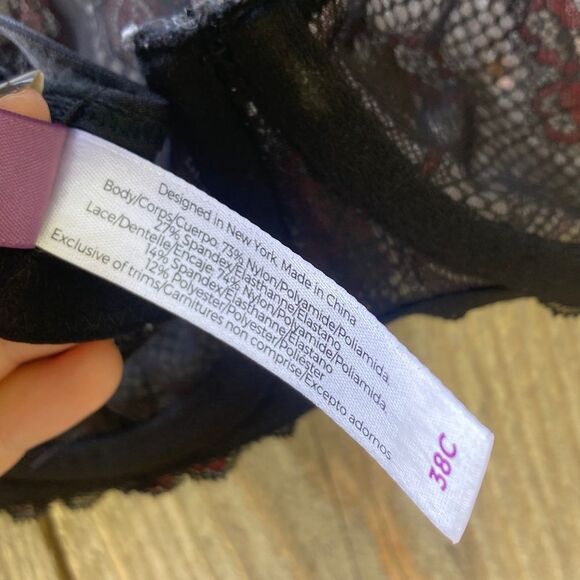 Designed in New York. Made in China
Body/Corps/Cuerpo: 73% Nylon/Polyamide/Poliamida.
27% Spandex/Elasthanne/Elastano
Lace/Dentelle/Encaje 74% Nylon/Polyamide/Poliamida.
14% Spandex/Elasthanne/Elastano
12% Polyester/Polyester/Poliéster
Exclusive of trims/Garnitures non comprise/Excepto adornos
38C